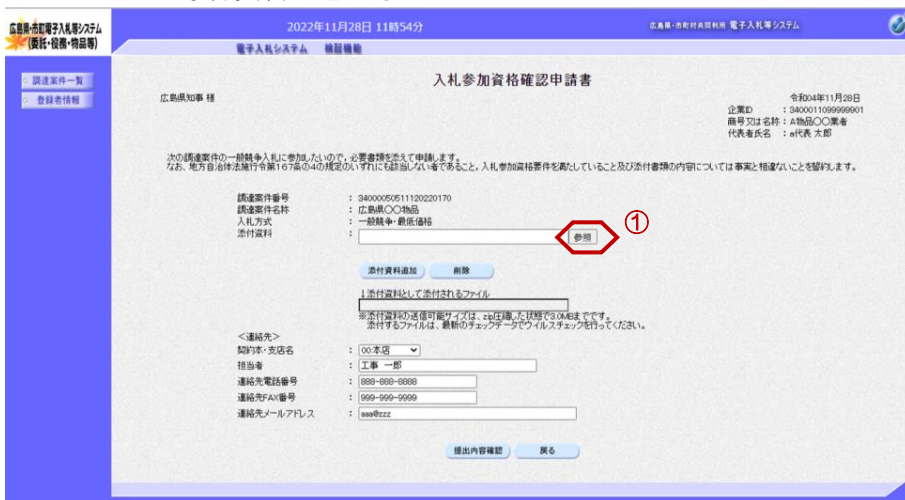 広島県・市町電子入札等システム
(委託・役務・物品等)
2022年11月28日 11時54分
広島県・市町村共同利用 電子入札等システム
電子入札システム 検証機能
調達案件一覧
登録者情報
入札参加資格確認申請書
広島県知事 様
令和04年11月28日
企業ID : 3400011099999901
商号又は名称 : A物品〇〇業者
代表者氏名 : a代表 太郎
次の調達案件の一般競争入札に参加したいので，必要書類を添えて申請します。
なお、地方自治体法施行令第167条の4の規定のいずれにも該当しない者であること，入札参加資格要件を満たしていること及び添付書類の内容については事実と相違ないことを誓約します。
調達案件番号 : 34000050511120220170
調達案件名称 : 広島県〇〇物品
入札方式 : 一般競争・最低価格
添付資料 : 参照 ①
添付資料追加 削除
↓添付資料として添付されるファイル
※添付資料の送信可能サイズは、zip圧縮した状態で3.0MBまでです。
添付するファイルは、最新のチェックデータでウイルスチェックを行ってください。
<連絡先>
契約本・支店名 : 00:本店
担当者 : 工事 一郎
連絡先電話番号 : 888-888-8888
連絡先FAX番号 : 999-999-9999
連絡先メールアドレス : aaa@zzz
提出内容確認 戻る